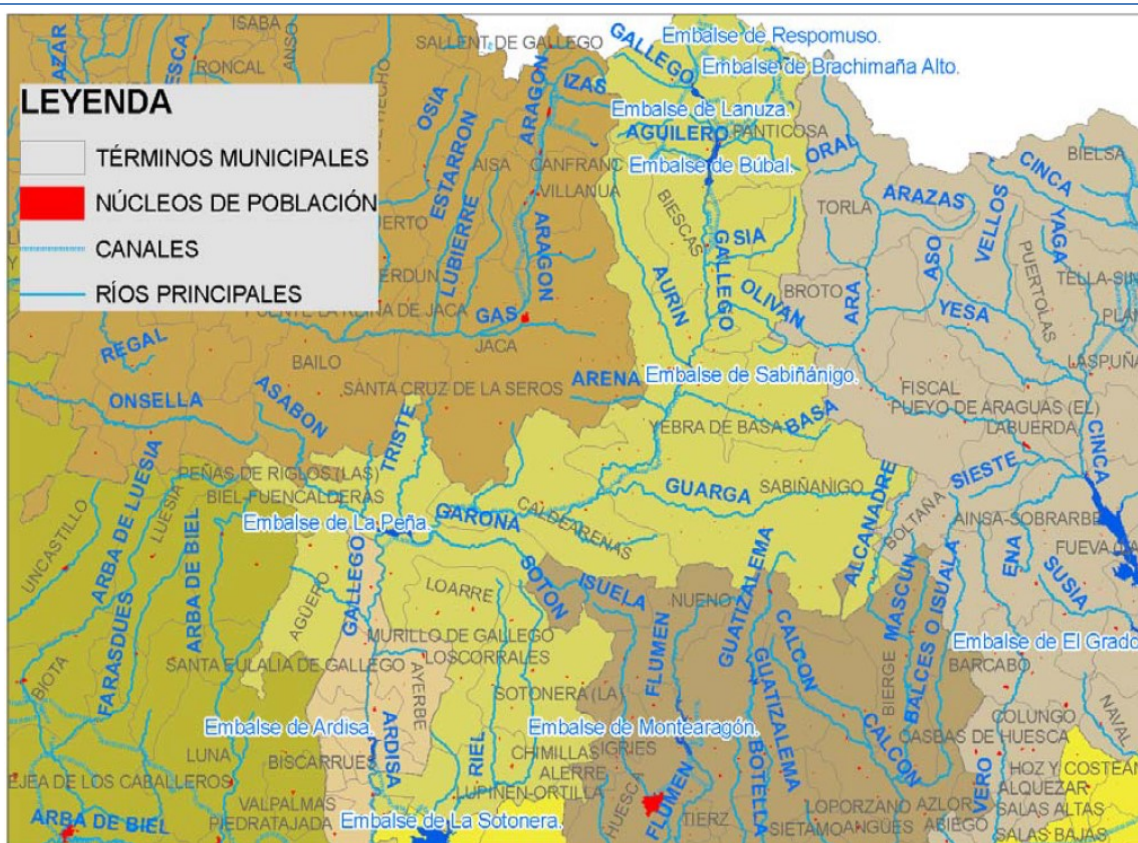 ISABA
ANSO
AZAR
ESCA
RONCAL
SALLENT DE GALLEGO
GALLEGO
Embalse de Respomuso.
Embalse de Brachimaña Alto.
LEYENDA
TÉRMINOS MUNICIPALES
NÚCLEOS DE POBLACIÓN
CANALES
RÍOS PRINCIPALES
OSIA
ARAGON
IZAS
ESTARRON
AISA
CANFRANC
VILLANUA
LUBIERRE
ARAGON
Embalse de Lanuza.
AGUILERO
PANTICOSA
Embalse de Búbal.
ORAL
BIELSA
CINCA
ARAZAS
VELLOS
YAGA
TORLA
BIESCAS
GALLEGO
SIA
ASO
PUERTOLAS
TELLA-SIN
AURIN
OLIVAN
BROTO
ARA
YESA
PUENTE LA REINA DE JACA
GAS
JACA
REGAL
BAILO
LASPUÑA
SANTA CRUZ DE LA SEROS
ARENA
Embalse de Sabiñánigo.
FISCAL
PUEYO DE ARAGUAS (EL)
LABUERDA
ONSELLA
ASABON
TRISTE
YEBRA DE BASA
BASA
CINCA
SIESTE
PEÑAS DE RIGLOS (LAS)
BIEL-FUENCALDERAS
GUARGA
SABIÑANIGO
ALCANADRE
BOLTAÑA
AINSA-SOBRARBE
UNCASTILLO
ARBA DE LUESIA
LUESIA
ARBA DE BIEL
Embalse de La Peña.
GARONA
CALDEARENAS
ENA
FUEVA (LA
SUSIA
AGÜERO
GALLEGO
LOARRE
SOTON
ISUELA
NUENO
GUATIZALEMA
MASCUN
BALCES O ISUALA
FARASDUES
MURILLO DE GALLEGO
LOSCORRALES
FLUMEN
CALCON
BIERGE
Embalse de El Grado
BARCABO
BIOTA
SANTA EULALIA DE GALLEGO
AYERBE
SOTONERA (LA)
GUATIZALEMA
NAVAL
Embalse de Ardisa.
ARDISA
RIEL
Embalse de Montearagón.
CALCON
COLUNGO
CASBAS DE HUESCA
LUNA
BISCARRUES
CHIMILLAS
IGRIES
ALERRE
BOTELLA
VERO
HOZ Y COSTEAN
EJEA DE LOS CABALLEROS
LUPIÑEN-ORTILLA
HUESCA
FLUMEN
ALQUEZAR
VALPALMAS
LOPORZANO
AZLOR
SALAS ALTAS
ARBA DE BIEL
PIEDRATAJADA
Embalse de La Sotonera.
TIERZ
SIETAMO
ANGÜES
ABIEGO
SALAS BAJAS